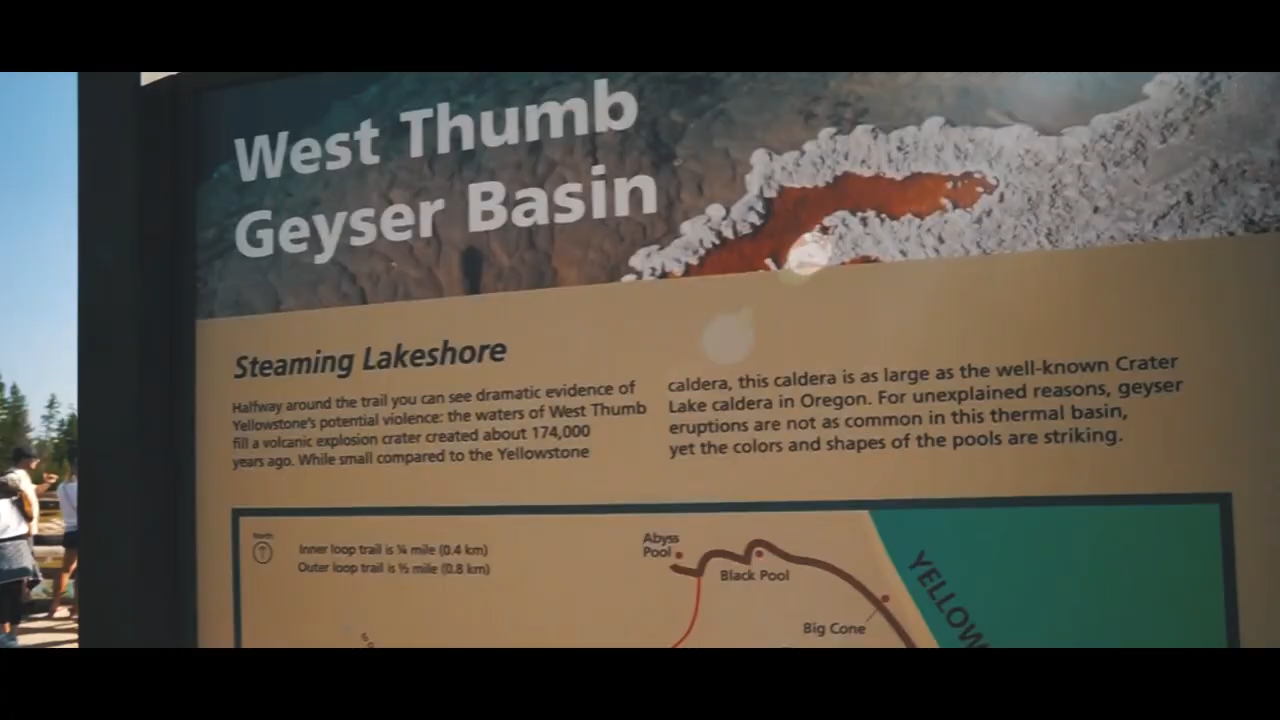 West Thumb
Geyser Basin
Steaming Lakeshore
Halfway around the trail you can see dramatic evidence of
Yellowstone's potential violence: the waters of West Thumb
fill a volcanic explosion crater created about 174,000
years ago. While small compared to the Yellowstone
caldera, this caldera is as large as the well-known Crater
Lake caldera in Oregon. For unexplained reasons, geyser
eruptions are not as common in this thermal basin,
yet the colors and shapes of the pools are striking.
North
Inner loop trail is ¼ mile (0.4 km)
Outer loop trail is ½ mile (0.8 km)
Abyss
Pool
Black Pool
Big Cone
YELLOW